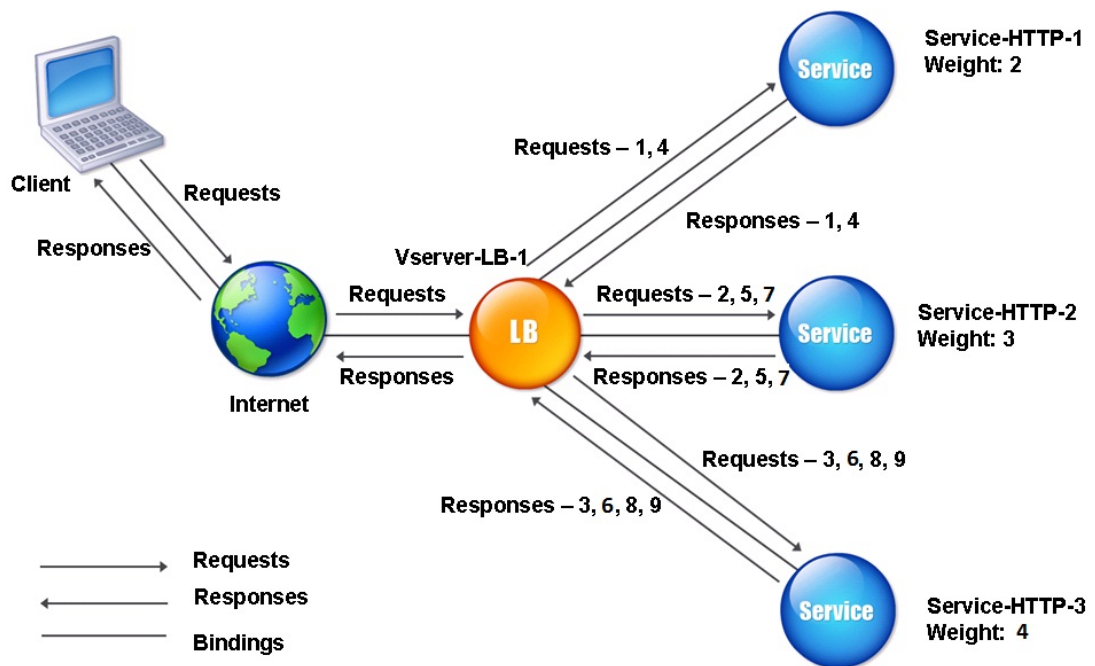 Service-HTTP-1
Weight: 2
Service
Requests – 1, 4
Client
Requests
Responses
Responses – 1, 4
Vserver-LB-1
Requests
Requests – 2, 5, 7
LB
Service
Service-HTTP-2
Weight: 3
Responses
Responses – 2, 5, 7
Internet
Requests – 3, 6, 8, 9
Responses – 3, 6, 8, 9
Requests
Responses
Bindings
Service
Service-HTTP-3
Weight: 4